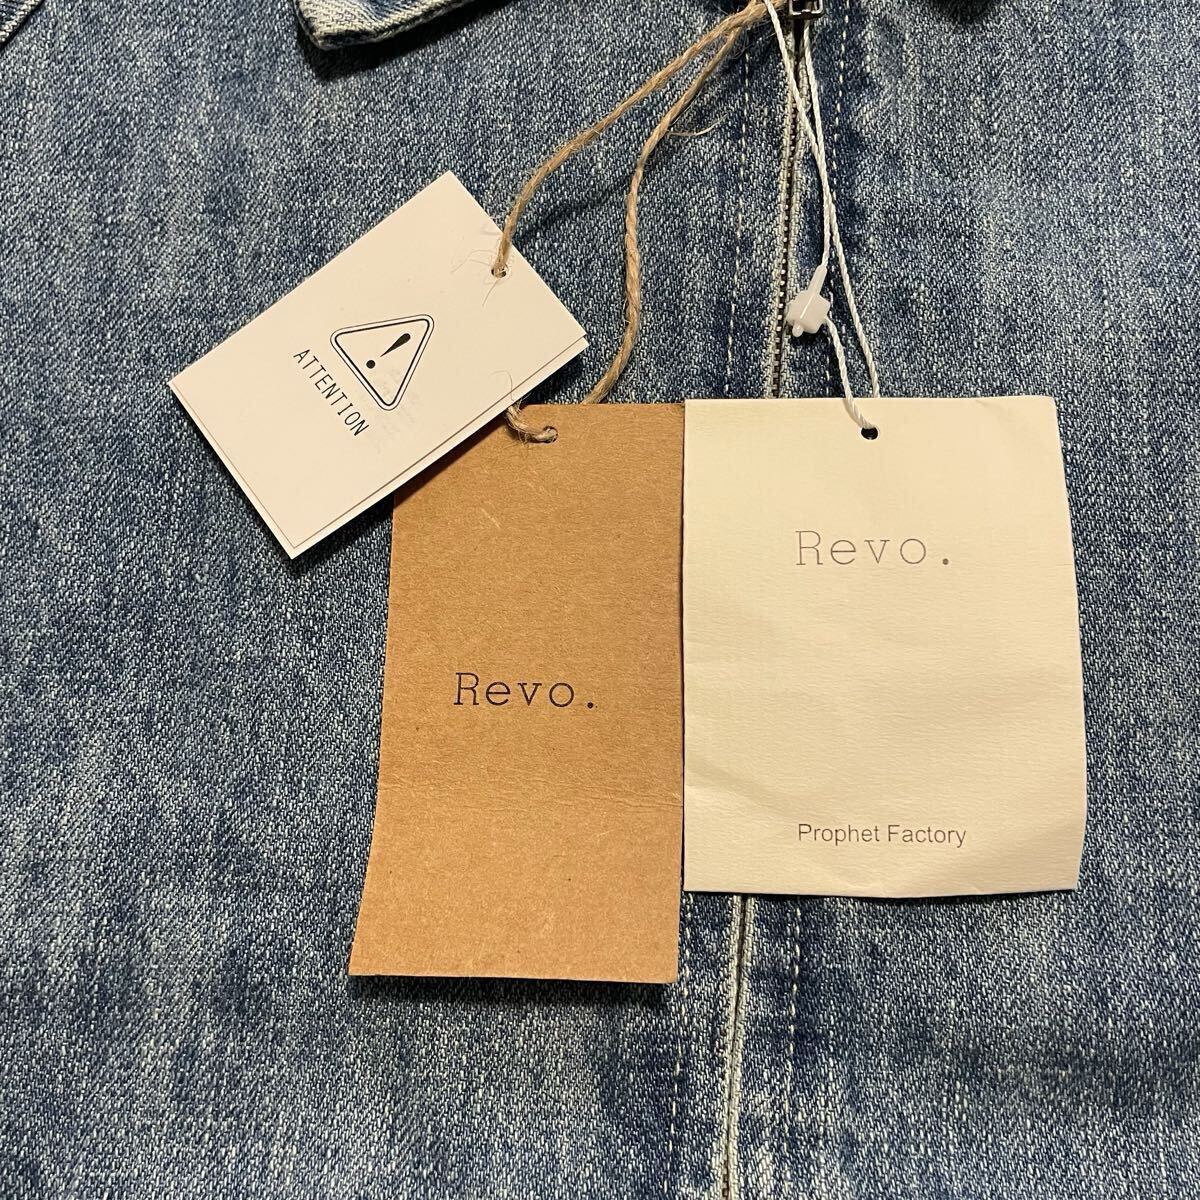 ATTENTION
Revo.
Revo.
Prophet Factory